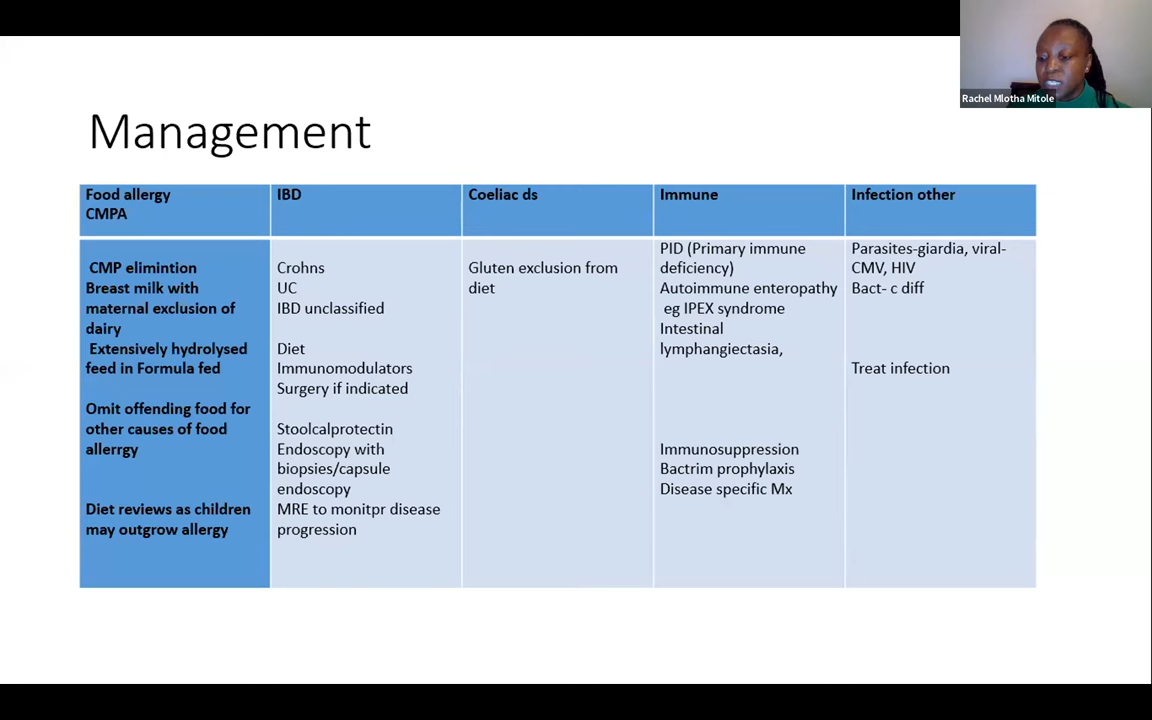 Rachel Mlotha Mitole
Management
Food allergy
CMPA
IBD
Coeliac ds
Immune
Infection other
CMP elimintion
Breast milk with
maternal exclusion of
dairy
Extensively hydrolysed
feed in Formula fed
Omit offending food for
other causes of food
allerrgy
Diet reviews as children
may outgrow allergy
Crohns
UC
IBD unclassified
Diet
Immunomodulators
Surgery if indicated
Stoolcalprotectin
Endoscopy with
biopsies/capsule
endoscopy
MRE to monitpr disease
progression
Gluten exclusion from
diet
PID (Primary immune
deficiency)
Autoimmune enteropathy
eg IPEX syndrome
Intestinal
lymphangiectasia,
Immunosuppression
Bactrim prophylaxis
Disease specific Mx
Parasites-giardia, viral-
CMV, HIV
Bact- c diff
Treat infection